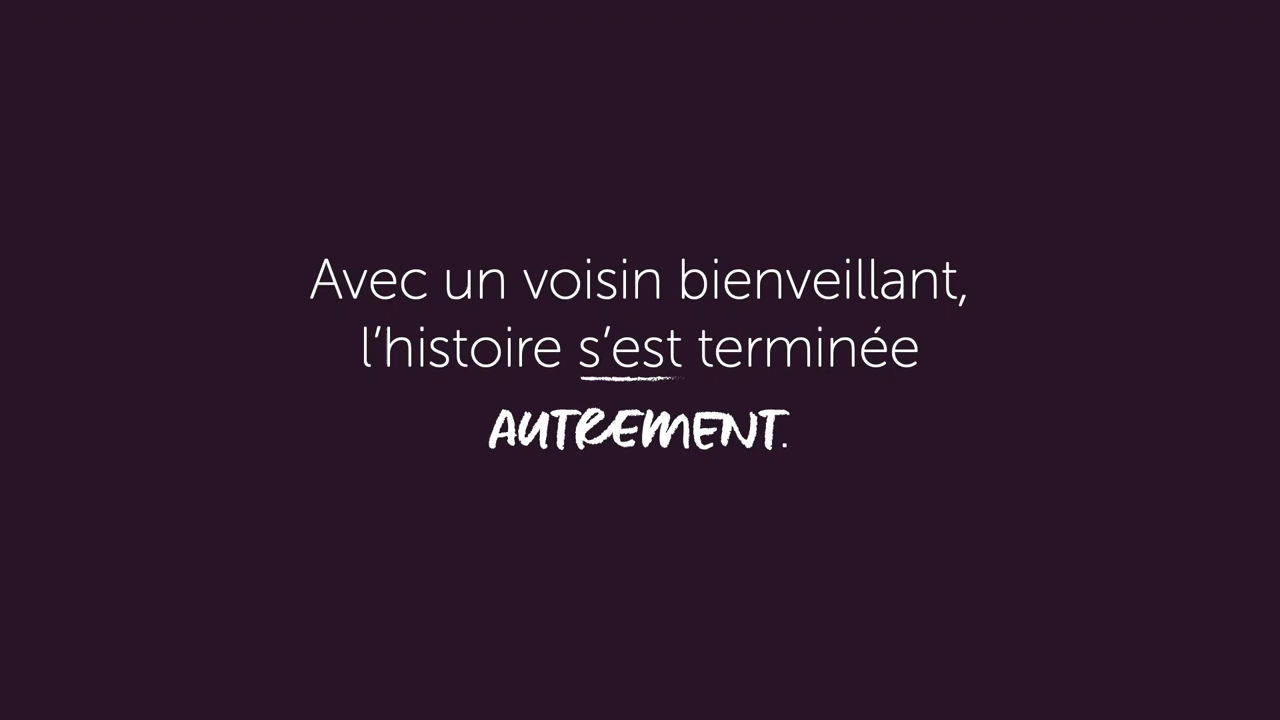 Avec un voisin bienveillant,
l’histoire s’est terminée
AUTREMENT.